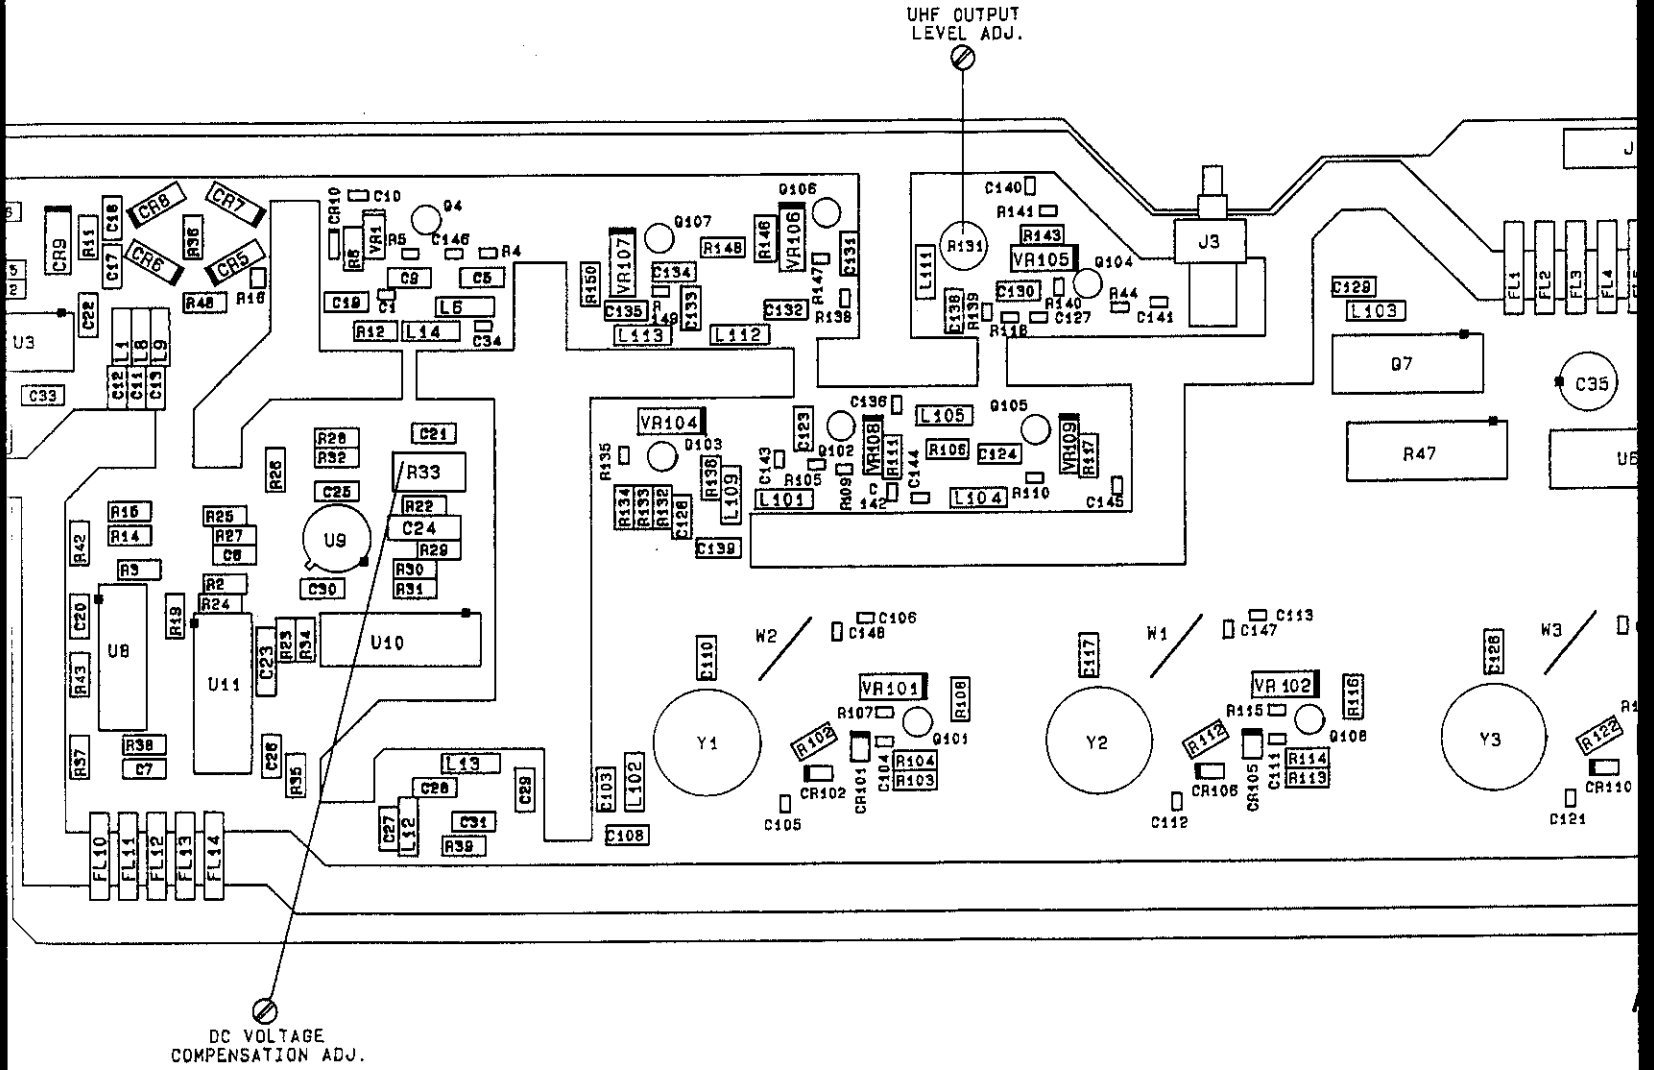 UHF OUTPUT
LEVEL ADJ.
J
CR8
CR7
C18
R11
CR9
R36
C17
CR6
CR5
R16
R48
C22
U3
L1
L8
L9
C12
C11
C13
C33
CR10
C10
VR1
Q4
R6
R5
C146
R4
C9
C5
C19
C1
L6
R12
L14
C34
Q106
Q107
VR107
R148
R146
VR106
C131
R150
C134
R147
C135
C133
C132
R138
L113
L112
C140
R141
R131
R143
J3
L111
VR105
Q104
C130
R140
R44
C138
R139
R118
C127
C141
C129
L103
FL1
FL2
FL3
FL4
Q7
C35
R47
U6
C21
R28
R32
R26
R33
C25
R22
C24
R25
R27
C6
U9
R29
R30
R31
C30
R15
R14
R42
R3
R2
R24
C20
R19
U8
R43
U11
C23
R23
R34
U10
R38
C7
R37
C26
R35
VR104
Q103
R135
R136
L109
R134
R133
R132
C126
C139
C123
Q102
C136
VR108
R111
L105
Q105
C143
R105
R109
C
142
C144
R106
C124
VR109
R117
L101
L104
R110
C145
C106
C148
W2
C110
Y1
VR101
R108
R107
Q101
R102
CR101
C104
R104
R103
CR102
C105
C113
C147
W1
C117
Y2
VR102
R116
R115
Q108
R112
CR105
C111
R114
R113
CR106
C112
W3
Y3
R122
CR110
C121
L13
C28
C29
C103
L102
C27
L12
C31
R39
C108
FL10
FL11
FL12
FL13
FL14
DC VOLTAGE
COMPENSATION ADJ.